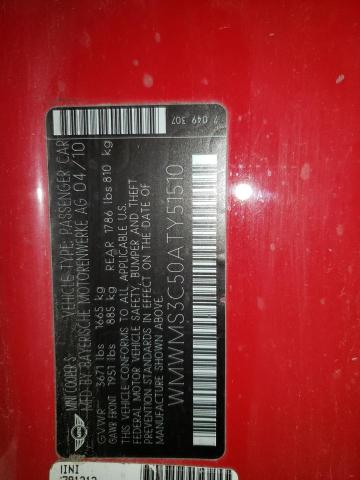 MINI COOPER S VEHICLE TYPE: PASSENGER CAR
MFD BY BAYERISCHE MOTORENWERKE AG 04/10
GVWR 3671 lbs 1665 kg
GAWR FRONT 1951 lbs 885 kg REAR 1786 lbs 810 kg
THIS VEHICLE CONFORMS TO ALL APPLICABLE U.S.
FEDERAL MOTOR VEHICLE SAFETY, BUMPER AND THEFT
PREVENTION STANDARDS IN EFFECT ON THE DATE OF
MANUFACTURE SHOWN ABOVE.
WMWMS3C50ATY51510
7 049 307
MINI